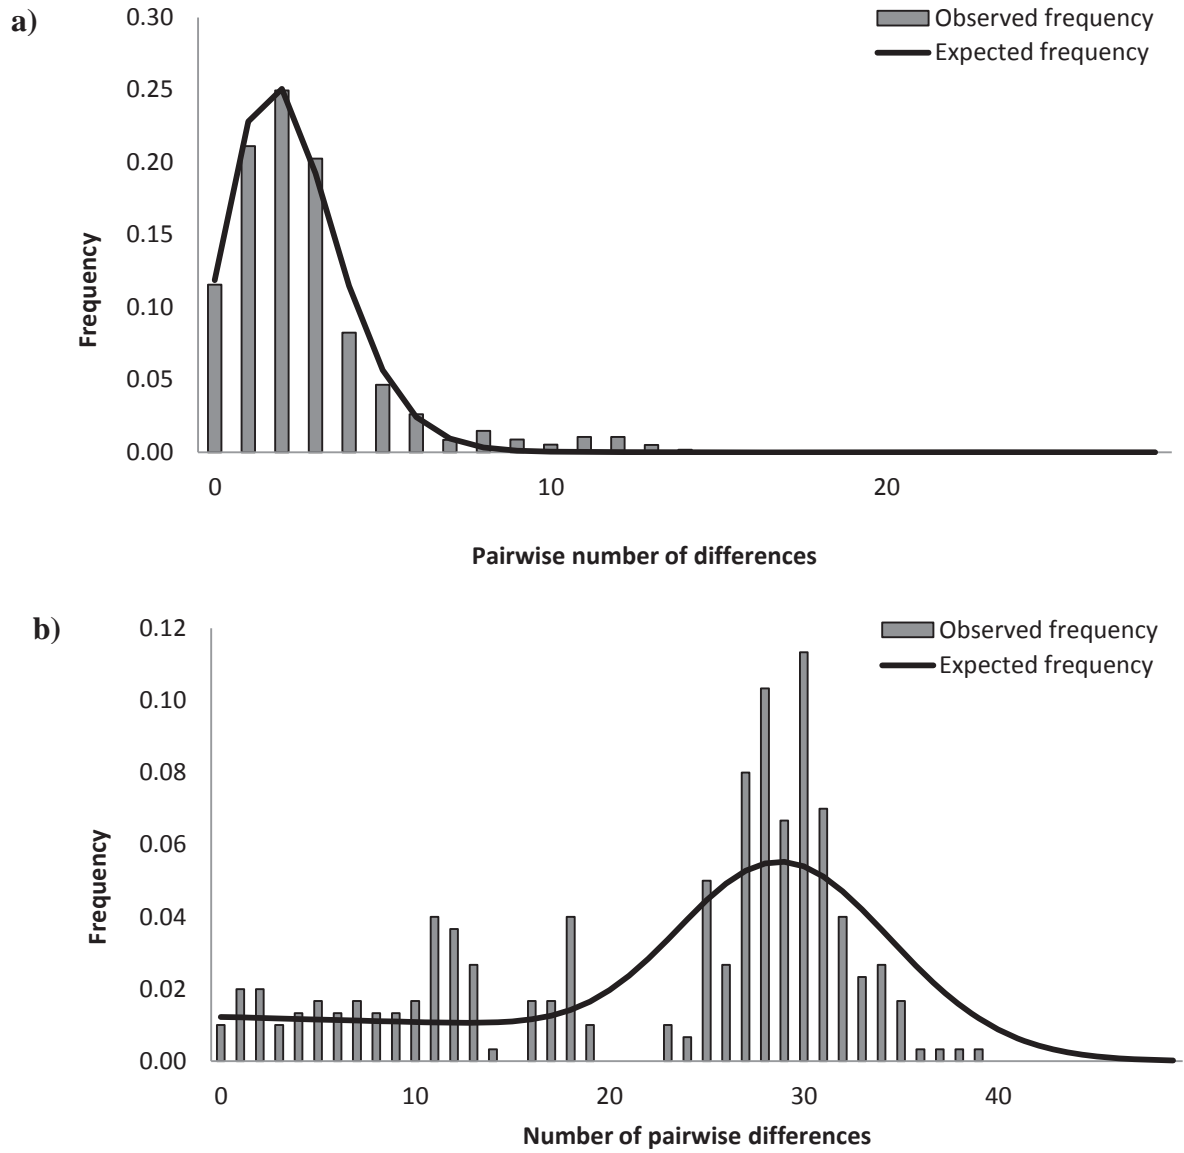 a)
0.30
0.25
0.20
0.15
0.10
0.05
0.00
Frequency
Observed frequency
Expected frequency
0 10 20
Pairwise number of differences
b)
0.12
0.10
0.08
0.06
0.04
0.02
0.00
Frequency
Observed frequency
Expected frequency
0 10 20 30 40
Number of pairwise differences